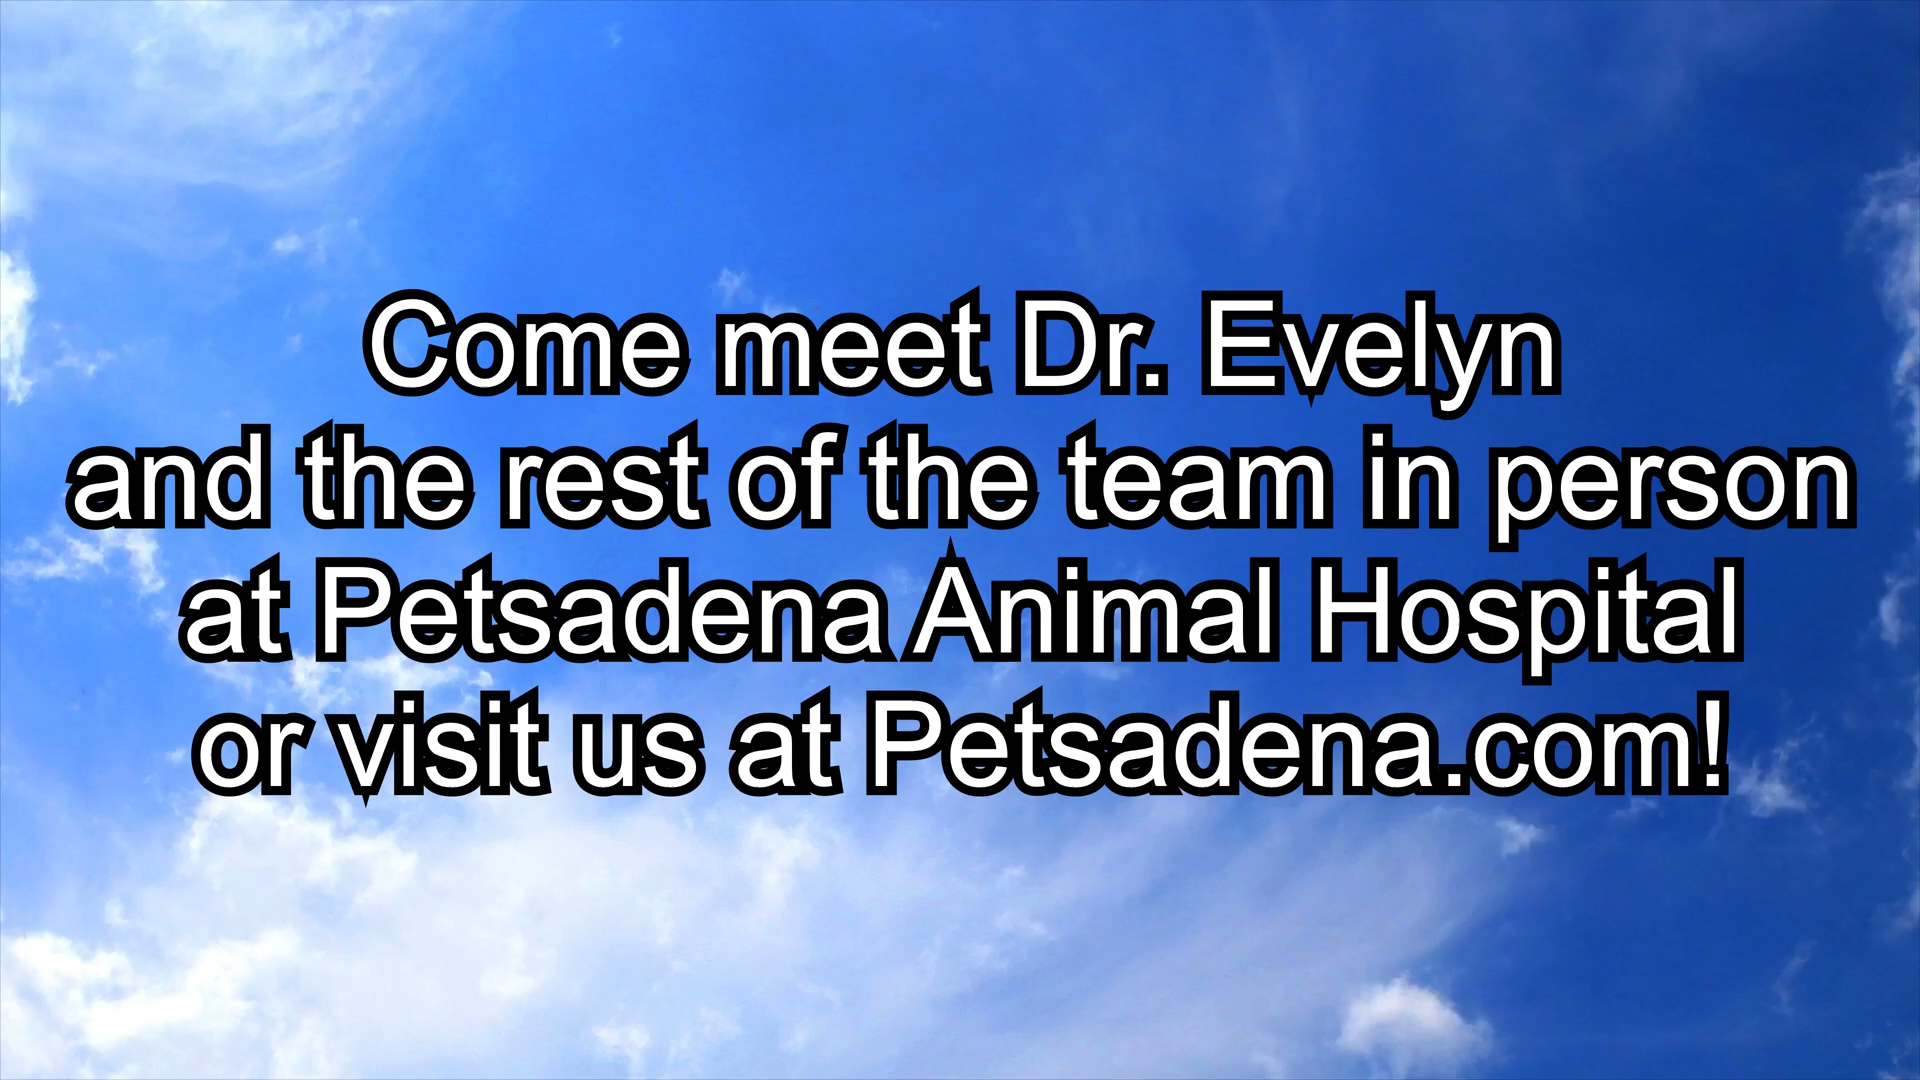 Come meet Dr. Evelyn
and the rest of the team in person
at Petsadena Animal Hospital
or visit us at Petsadena.com!